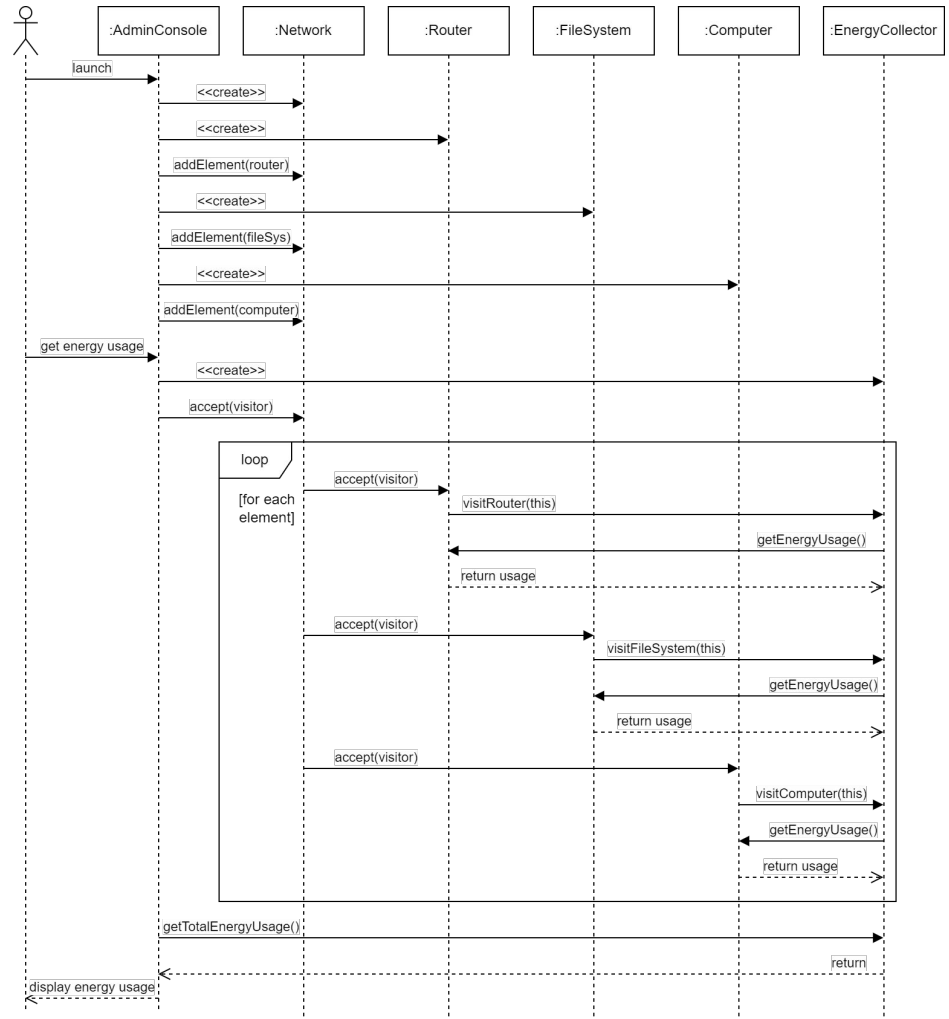 :AdminConsole
:Network
:Router
:FileSystem
:Computer
:EnergyCollector
launch
<<create>>
<<create>>
addElement(router)
<<create>>
addElement(fileSys)
<<create>>
addElement(computer)
get energy usage
<<create>>
accept(visitor)
loop
[for each
element]
accept(visitor)
visitRouter(this)
getEnergyUsage()
return usage
accept(visitor)
visitFileSystem(this)
getEnergyUsage()
return usage
accept(visitor)
visitComputer(this)
getEnergyUsage()
return usage
getTotalEnergyUsage()
return
display energy usage